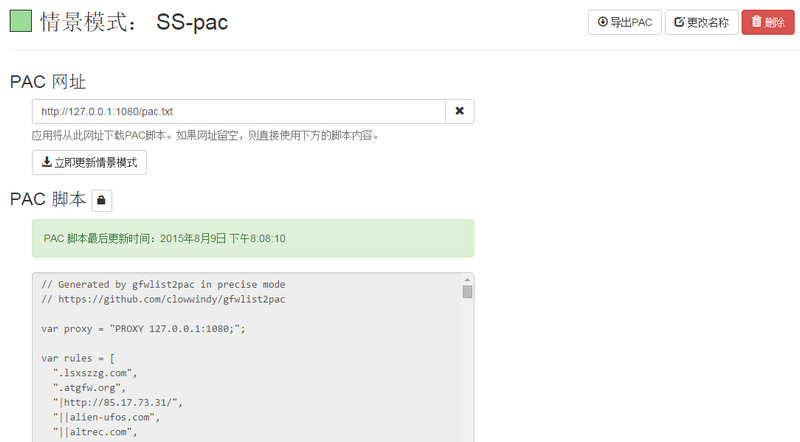 情景模式： SS-pac
导出PAC
更改名称
删除
PAC 网址
http://127.0.0.1:1080/pac.txt
应用将从此网址下载PAC脚本。如果网址留空，则直接使用下方的脚本内容。
立即更新情景模式
PAC 脚本
PAC 脚本最后更新时间：2015年8月9日 下午8:08:10
// Generated by gfwlist2pac in precise mode
// https://github.com/clowwindy/gfwlist2pac
var proxy = "PROXY 127.0.0.1:1080;";
var rules = [
".lsxszzg.com",
".atgfw.org",
"|http://85.17.73.31/",
"||alien-ufos.com",
"||altrec.com",